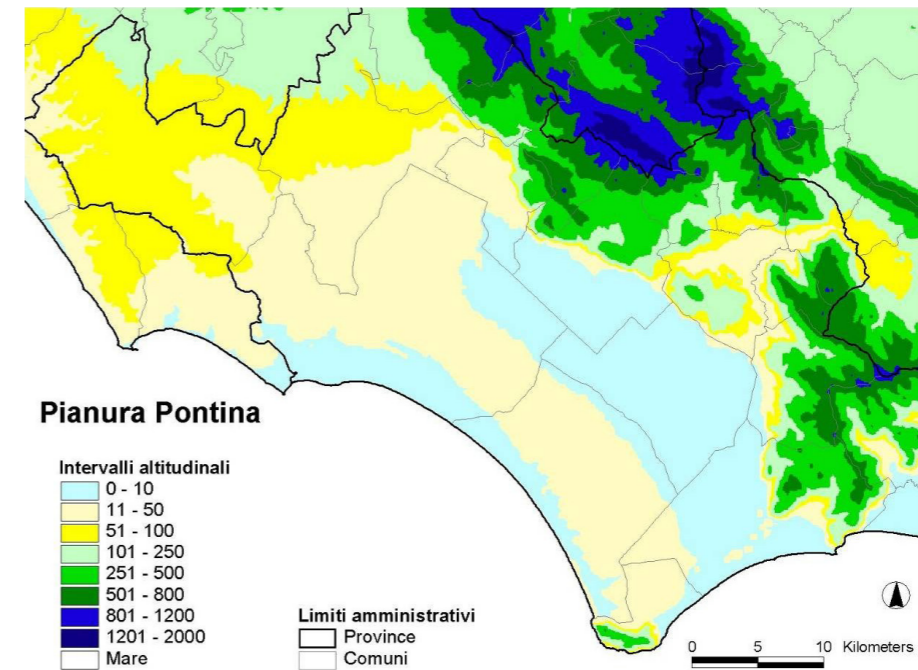 Pianura Pontina
Intervalli altitudinali
0 - 10
11 - 50
51 - 100
101 - 250
251 - 500
501 - 800
801 - 1200
1201 - 2000
Mare
Limiti amministrativi
Province
Comuni
0 5 10 Kilometers